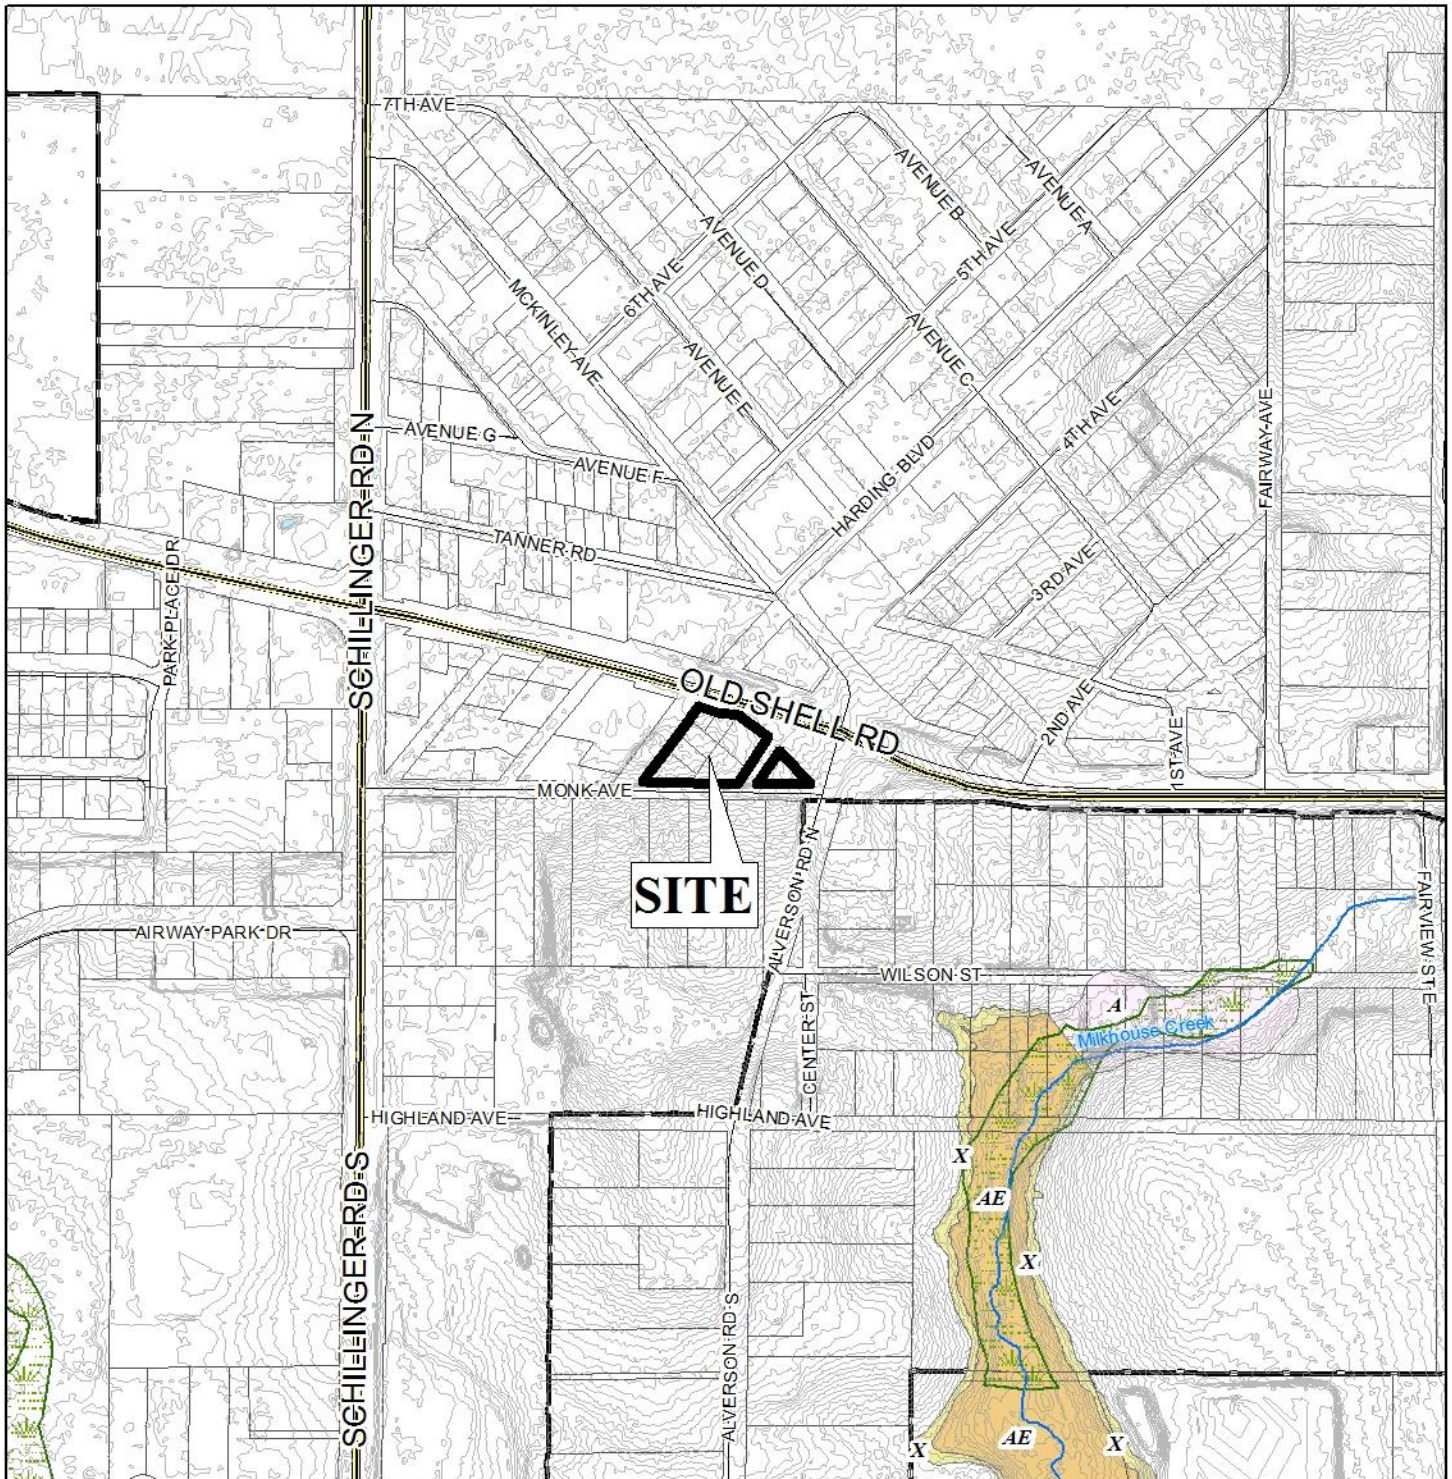 7TH AVE
AVENUE B
AVENUE A
AVENUE D
5TH AVE
6TH AVE
MCKINLEY AVE
AVENUE E
AVENUE C
4TH AVE
FAIRWAY AVE
AVENUE G
AVENUE F
HARDING BLVD
SCHILLINGER RD N
TANNER RD
3RD AVE
PARK PLACE DR
OLD SHELL RD
2ND AVE
1ST AVE
MONK AVE
SITE
ALVERSON RD N
FAIRVIEW ST E
AIRWAY PARK DR
WILSON ST
CENTER ST
A
Milkhouse Creek
HIGHLAND AVE
HIGHLAND AVE
X
AE
X
SCHILLINGER RD S
ALVERSON RD S
AE
X
X